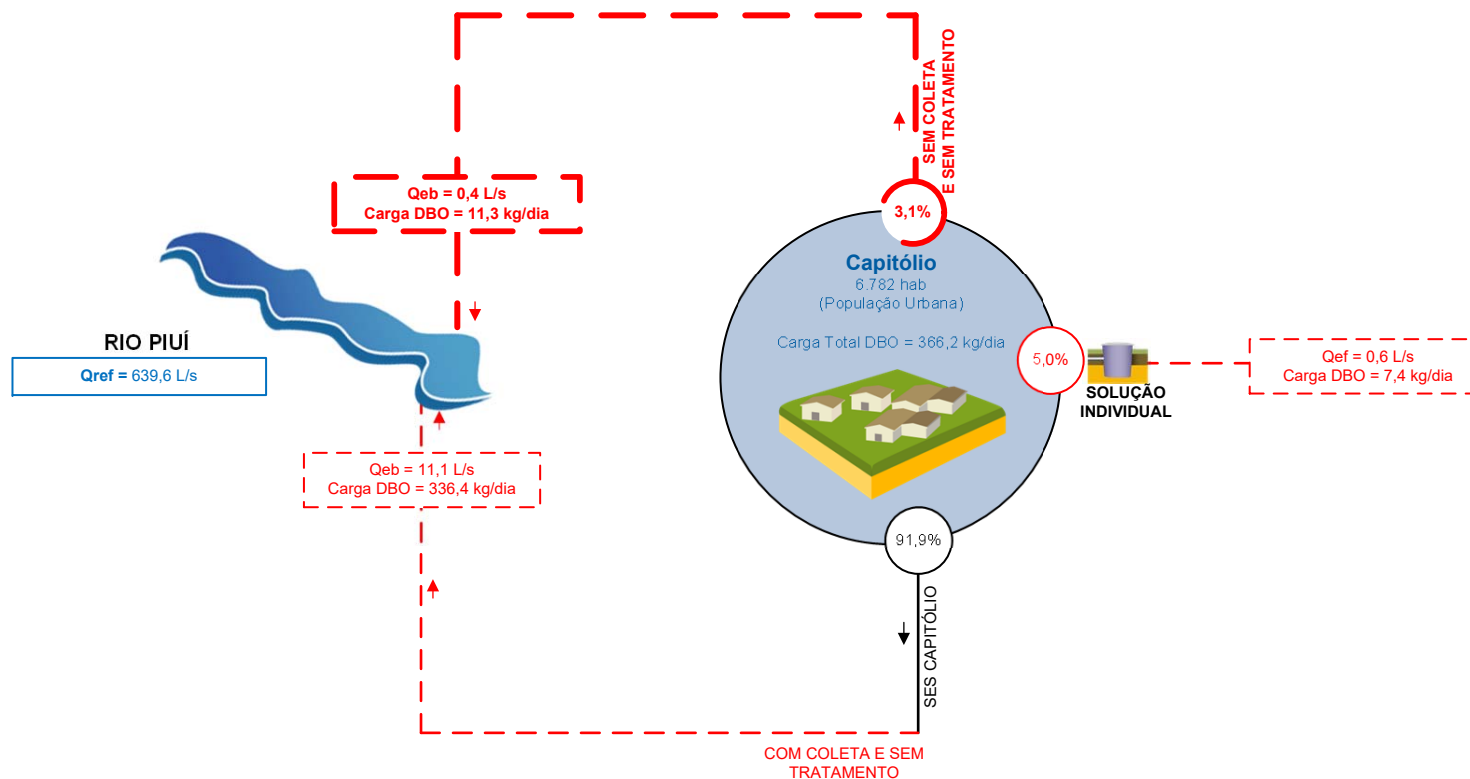 SEM COLETA
E SEM TRATAMENTO
Qeb = 0,4 L/s
Carga DBO = 11,3 kg/dia
3,1%
Capitólio
6.782 hab
(População Urbana)
Carga Total DBO = 366,2 kg/dia
RIO PIUÍ
Qref = 639,6 L/s
5,0%
SOLUÇÃO
INDIVIDUAL
Qef = 0,6 L/s
Carga DBO = 7,4 kg/dia
Qeb = 11,1 L/s
Carga DBO = 336,4 kg/dia
91,9%
SES CAPITÓLIO
COM COLETA E SEM
TRATAMENTO